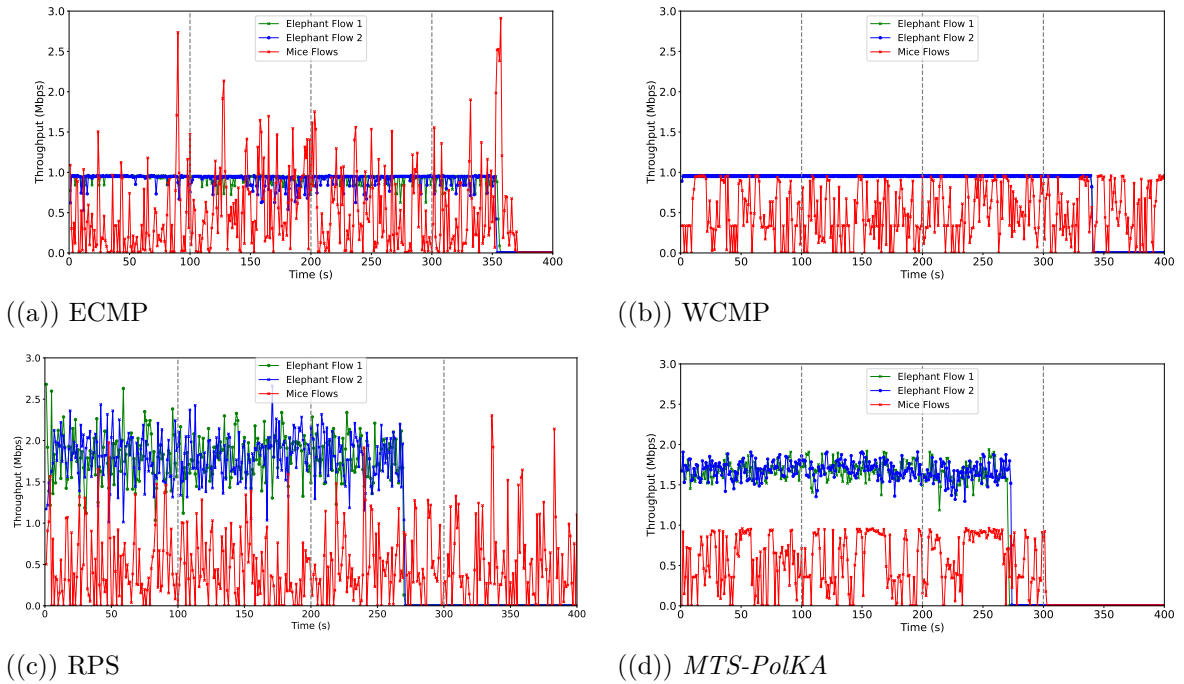 3.0
2.5
2.0
1.5
1.0
0.5
0.0
Throughput (Mbps)
Elephant Flow 1
Elephant Flow 2
Mice Flows
0 50 100 150 200 250 300 350 400
Time (s)
((a)) ECMP
3.0
2.5
2.0
1.5
1.0
0.5
0.0
Throughput (Mbps)
Elephant Flow 1
Elephant Flow 2
Mice Flows
0 50 100 150 200 250 300 350 400
Time (s)
((b)) WCMP
3.0
2.5
2.0
1.5
1.0
0.5
0.0
Throughput (Mbps)
Elephant Flow 1
Elephant Flow 2
Mice Flows
0 50 100 150 200 250 300 350 400
Time (s)
((c)) RPS
3.0
2.5
2.0
1.5
1.0
0.5
0.0
Throughput (Mbps)
Elephant Flow 1
Elephant Flow 2
Mice Flows
0 50 100 150 200 250 300 350 400
Time (s)
((d)) MTS-PolKA